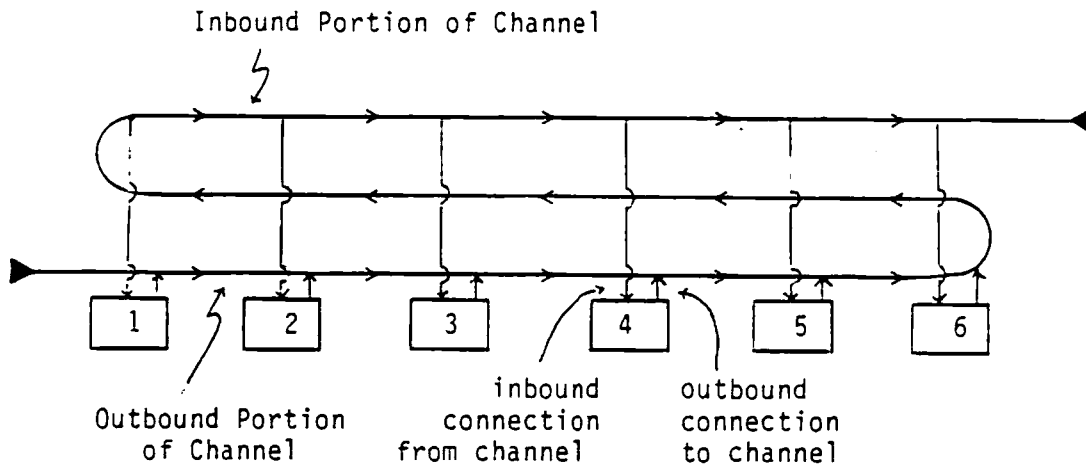 Inbound Portion of Channel
1 2 3 4 5 6
Outbound Portion
of Channel
inbound
connection
from channel
outbound
connection
to channel